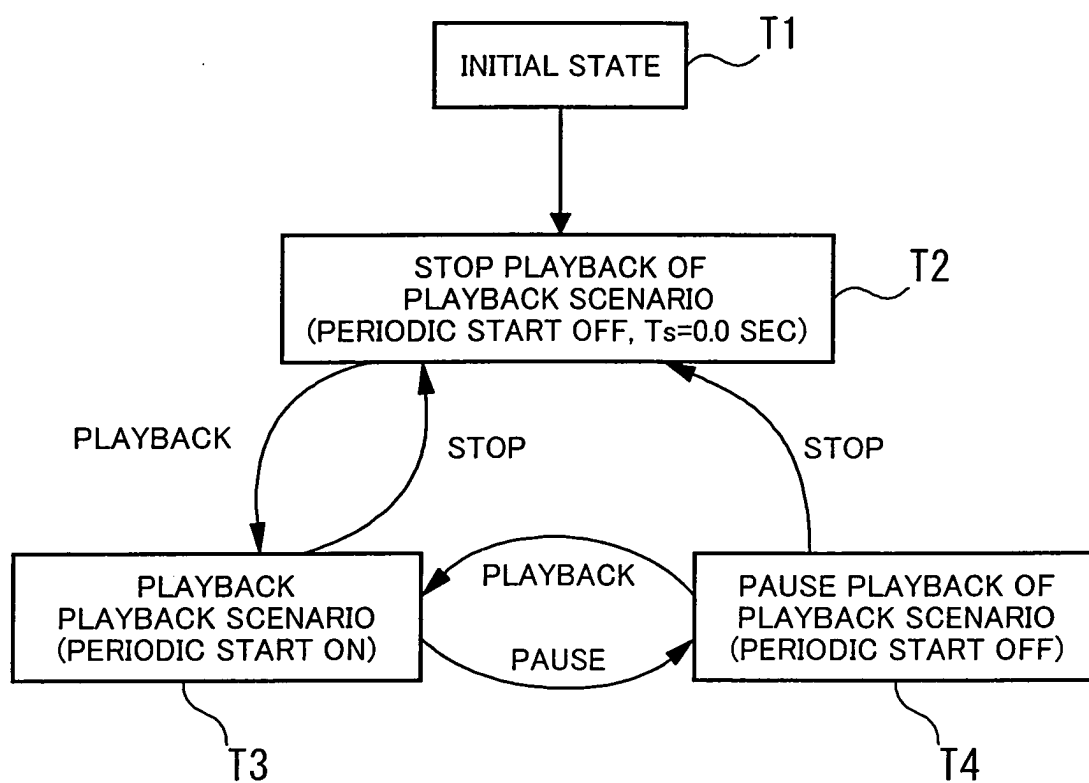 T1
INITIAL STATE
T2
STOP PLAYBACK OF
PLAYBACK SCENARIO
(PERIODIC START OFF, Ts=0.0 SEC)
PLAYBACK
STOP
STOP
PLAYBACK
PLAYBACK SCENARIO
(PERIODIC START ON)
PLAYBACK
PAUSE
PAUSE PLAYBACK OF
PLAYBACK SCENARIO
(PERIODIC START OFF)
T3
T4